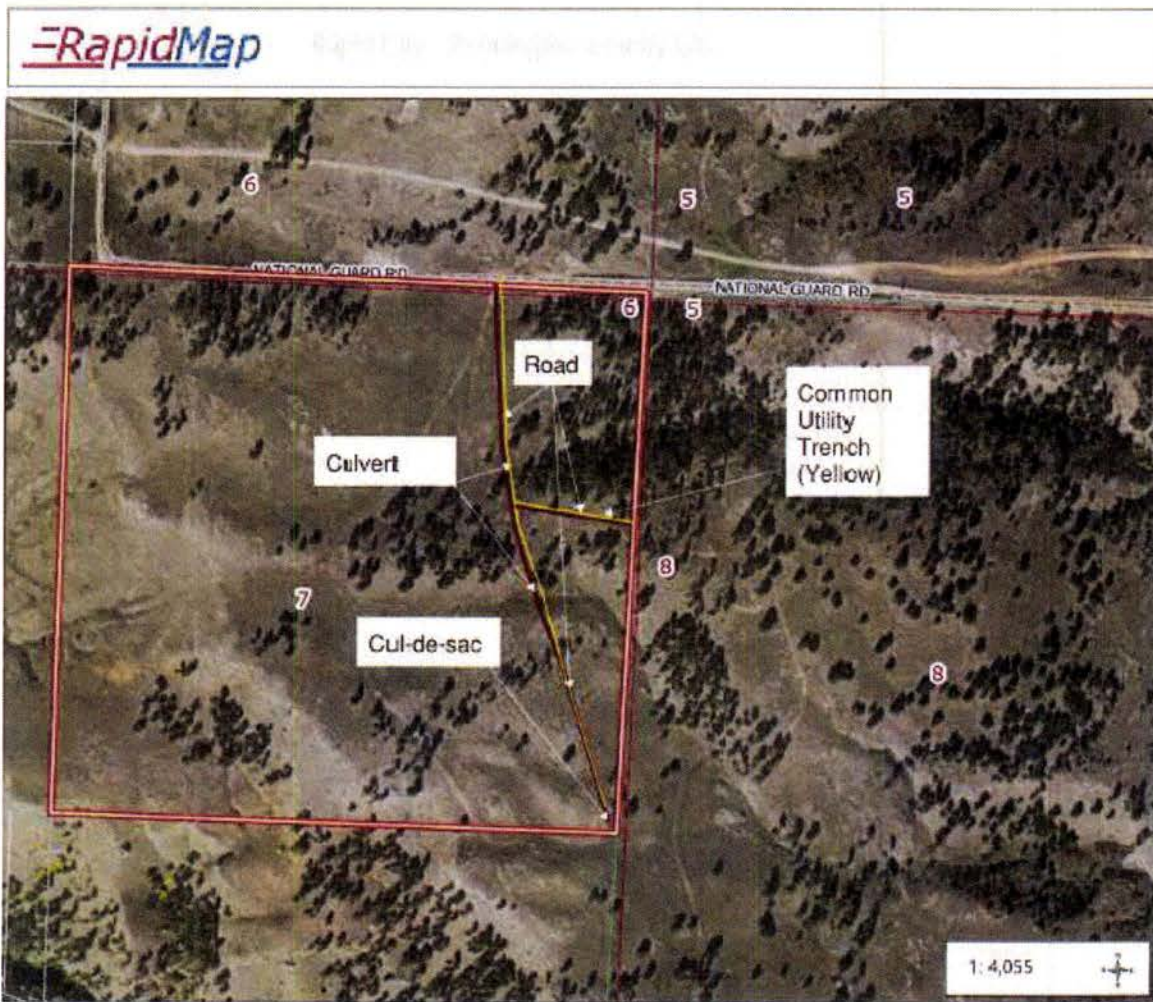 RapidMap
6
5
5
NATIONAL GUARD RD
NATIONAL GUARD RD
6
5
Road
Common
Utility
Trench
(Yellow)
Culvert
8
7
Cul-de-sac
8
1: 4,055